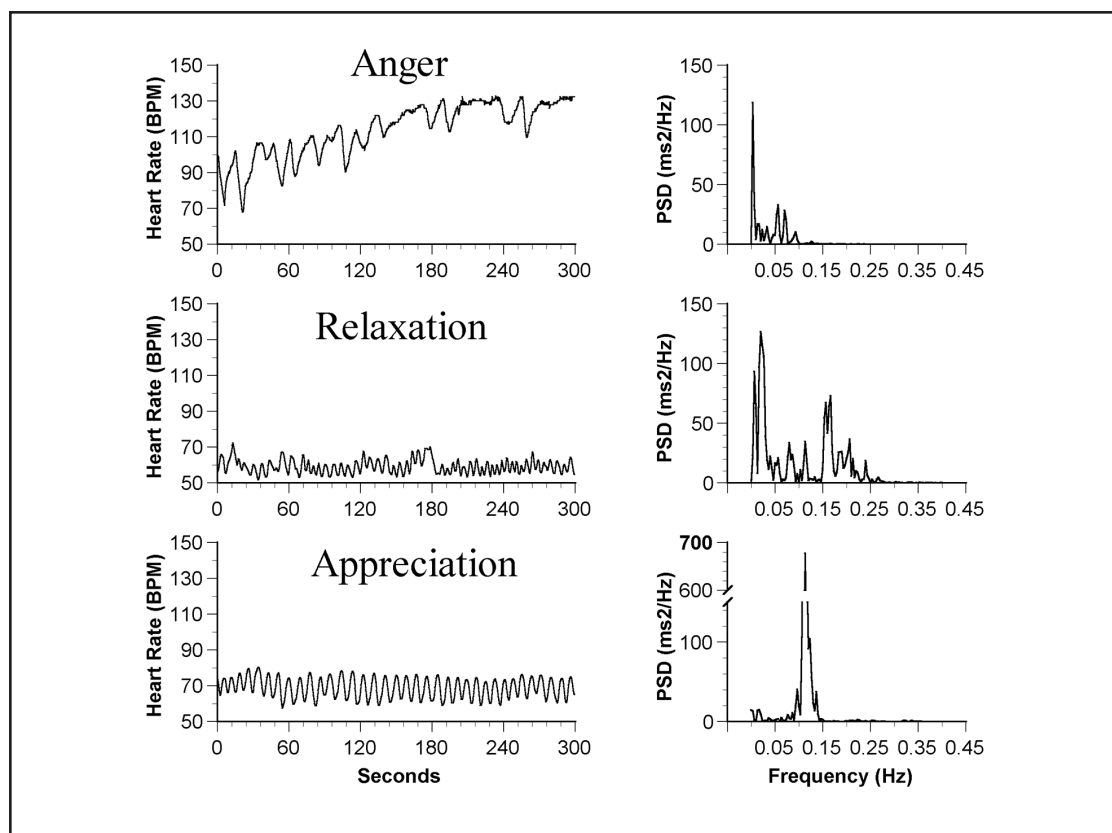 Anger
150
130
110
90
70
50
Heart Rate (BPM)
0 60 120 180 240 300
150
100
50
0
PSD (ms2/Hz)
0.05 0.15 0.25 0.35 0.45
Relaxation
150
130
110
90
70
50
Heart Rate (BPM)
0 60 120 180 240 300
150
100
50
0
PSD (ms2/Hz)
0.05 0.15 0.25 0.35 0.45
Appreciation
150
130
110
90
70
50
Heart Rate (BPM)
0 60 120 180 240 300
Seconds
700
600
100
0
PSD (ms2/Hz)
0.05 0.15 0.25 0.35 0.45
Frequency (Hz)